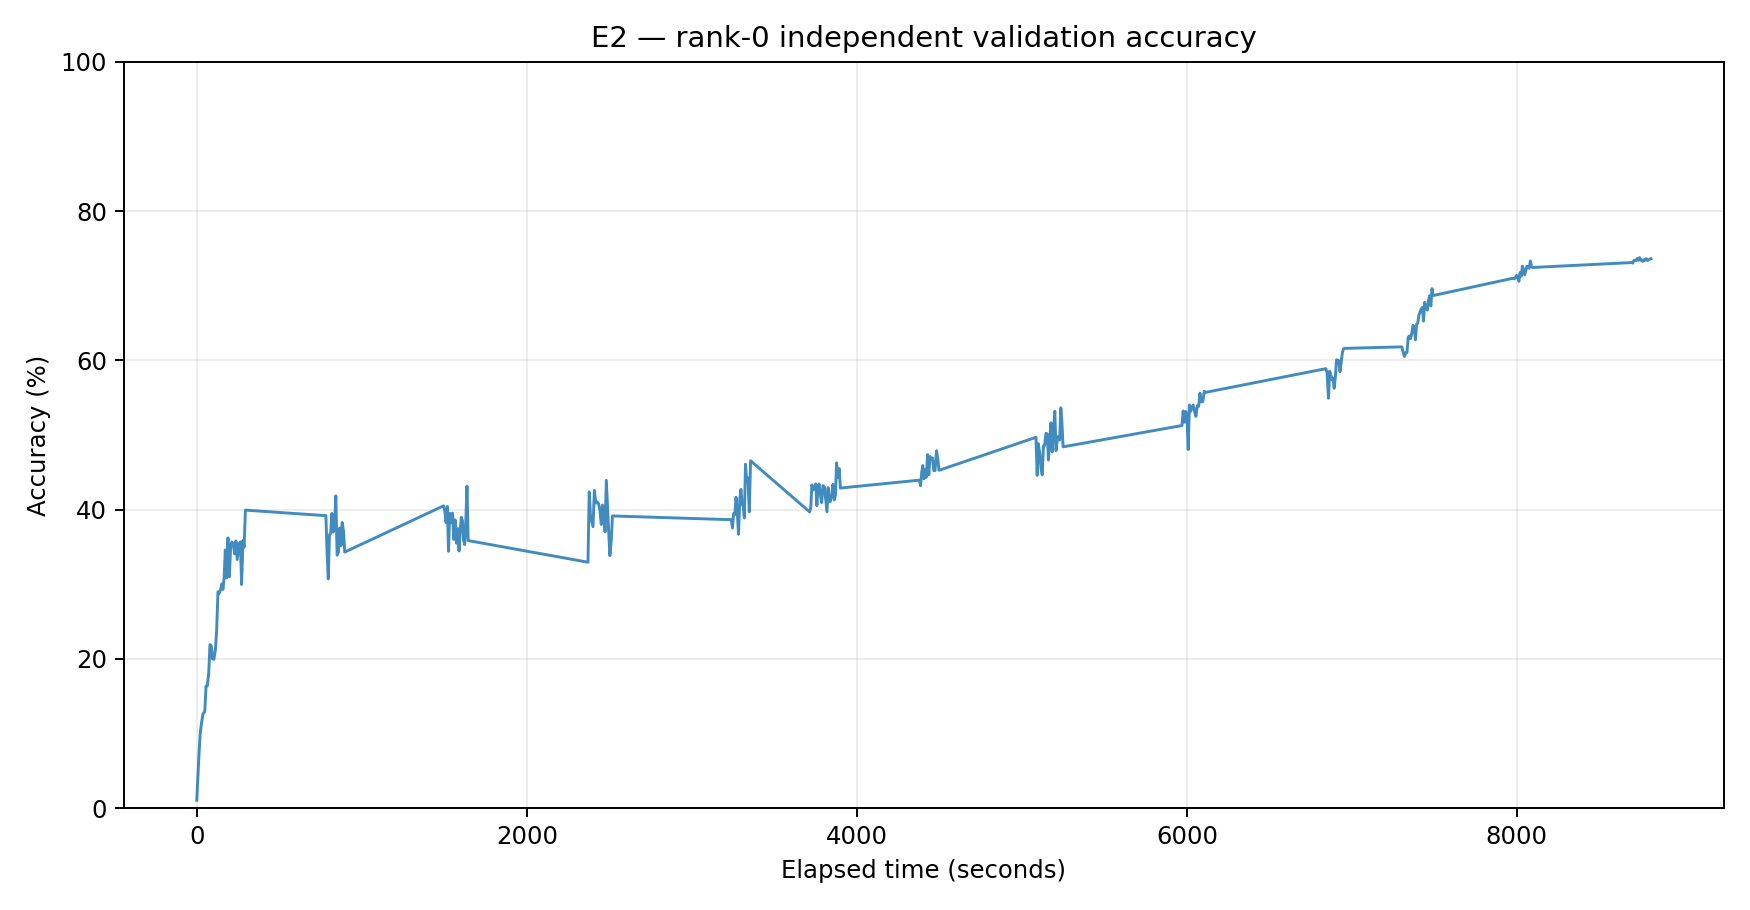 E2 — rank-0 independent validation accuracy
100
80
60
40
20
0
Accuracy (%)
0 2000 4000 6000 8000
Elapsed time (seconds)